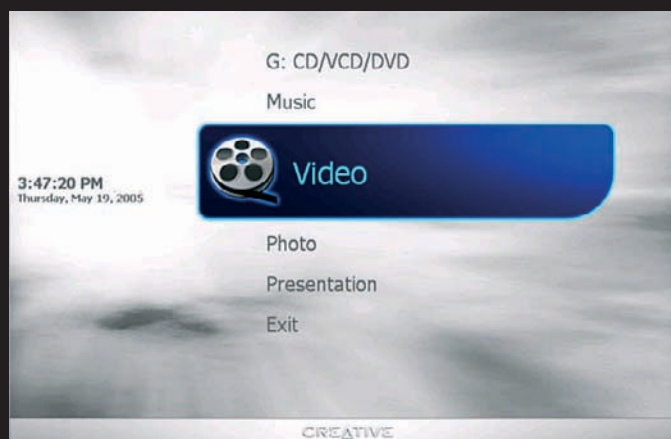 G: CD/VCD/DVD
Music
Video
3:47:20 PM
Thursday, May 19, 2005
Photo
Presentation
Exit
CREATIVE